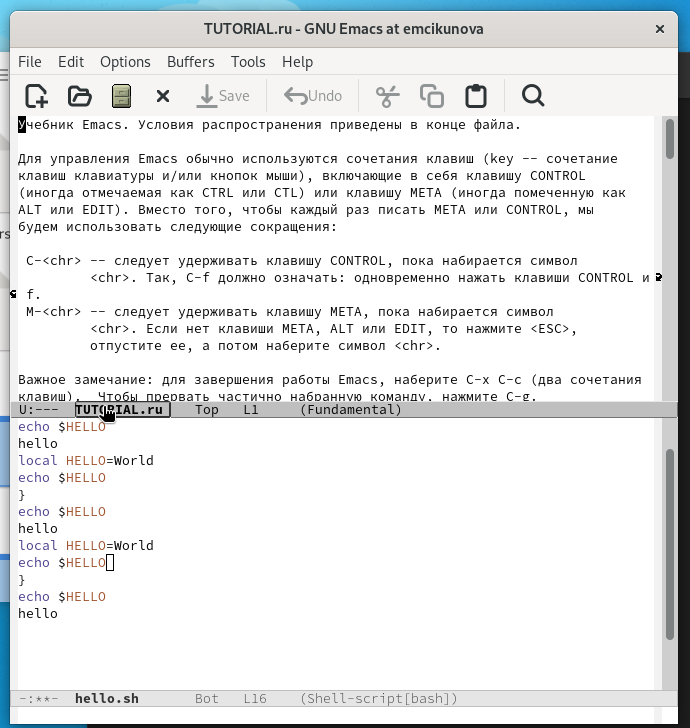 TUTORIAL.ru - GNU Emacs at emcikunova ×
File Edit Options Buffers Tools Help
Save Undo
Учебник Emacs. Условия распространения приведены в конце файла.
Для управления Emacs обычно используются сочетания клавиш (key -- сочетание
клавиш клавиатуры и/или кнопок мыши), включающие в себя клавишу CONTROL
(иногда отмечаемая как CTRL или CTL) или клавишу META (иногда помеченную как
ALT или EDIT). Вместо того, чтобы каждый раз писать META или CONTROL, мы
будем использовать следующие сокращения:
C-<chr> -- следует удерживать клавишу CONTROL, пока набирается символ
<chr>. Так, C-f должно означать: одновременно нажать клавиши CONTROL и
f.
M-<chr> -- следует удерживать клавишу META, пока набирается символ
<chr>. Если нет клавиши META, ALT или EDIT, то нажмите <ESC>,
отпустите ее, а потом наберите символ <chr>.
Важное замечание: для завершения работы Emacs, наберите C-x C-c (два сочетания
клавиш). Чтобы прервать частично набранную команду, нажмите C-g.
U:--- TUTORIAL.ru Top L1 (Fundamental)
echo $HELLO
hello
local HELLO=World
echo $HELLO
}
echo $HELLO
hello
local HELLO=World
echo $HELLO
}
echo $HELLO
hello
-:**- hello.sh Bot L16 (Shell-script[bash])